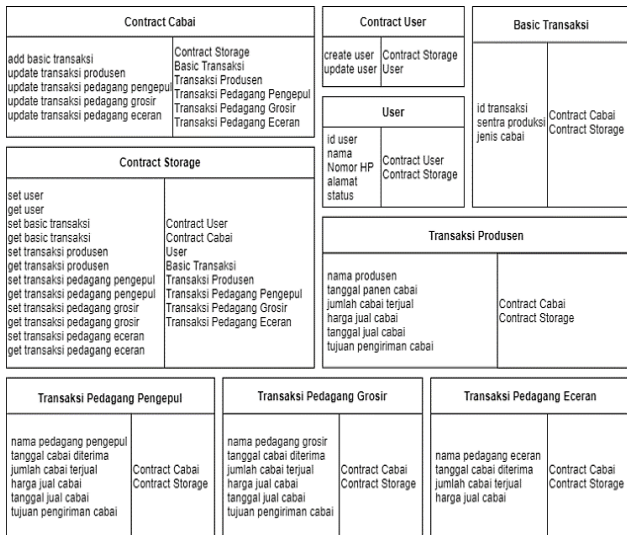 Contract Cabai
add basic transaksi
update transaksi produsen
update transaksi pedagang pengepul
update transaksi pedagang grosir
update transaksi pedagang eceran
Contract Storage
Basic Transaksi
Transaksi Produsen
Transaksi Pedagang Pengepul
Transaksi Pedagang Grosir
Transaksi Pedagang Eceran
Contract User
create user
update user
Contract Storage
User
Basic Transaksi
id transaksi
sentra produksi
jenis cabai
Contract Cabai
Contract Storage
User
id user
nama
Nomor HP
alamat
status
Contract User
Contract Storage
Contract Storage
set user
get user
set basic transaksi
get basic transaksi
set transaksi produsen
get transaksi produsen
set transaksi pedagang pengepul
get transaksi pedagang pengepul
set transaksi pedagang grosir
get transaksi pedagang grosir
set transaksi pedagang eceran
get transaksi pedagang eceran
Contract User
Contract Cabai
User
Basic Transaksi
Transaksi Produsen
Transaksi Pedagang Pengepul
Transaksi Pedagang Grosir
Transaksi Pedagang Eceran
Transaksi Produsen
nama produsen
tanggal panen cabai
jumlah cabai terjual
harga jual cabai
tanggal jual cabai
tujuan pengiriman cabai
Contract Cabai
Contract Storage
Transaksi Pedagang Pengepul
nama pedagang pengepul
tanggal cabai diterima
jumlah cabai terjual
harga jual cabai
tanggal jual cabai
tujuan pengiriman cabai
Contract Cabai
Contract Storage
Transaksi Pedagang Grosir
nama pedagang grosir
tanggal cabai diterima
jumlah cabai terjual
harga jual cabai
tanggal jual cabai
tujuan pengiriman cabai
Contract Cabai
Contract Storage
Transaksi Pedagang Eceran
nama pedagang eceran
tanggal cabai diterima
jumlah cabai terjual
harga jual cabai
Contract Cabai
Contract Storage